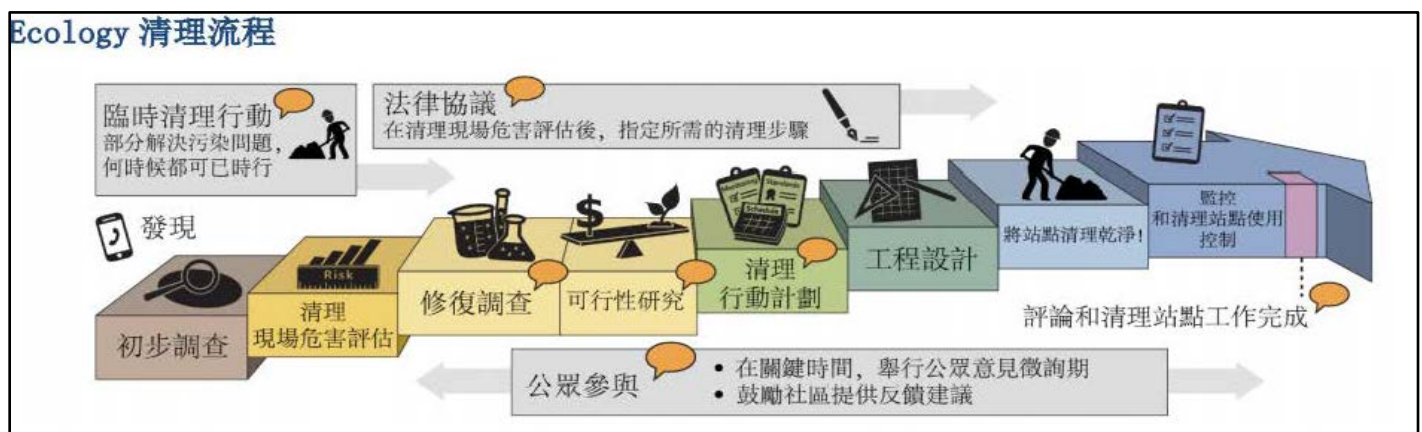 Ecology 清理流程
臨時清理行動
部分解決污染問題，
何時候都可已時行
法律協議
在清理現場危害評估後，指定所需的清理步驟
發現
初步調查
Risk
清理
現場危害評估
修復調查
$
可行性研究
Monitoring
Standards
Schedule
清理
行動計劃
工程設計
將站點清理乾淨!
監控
和清理站點使用
控制
評論和清理站點工作完成
公眾參與
• 在關鍵時間，舉行公眾意見徵詢期
• 鼓勵社區提供反饋建議